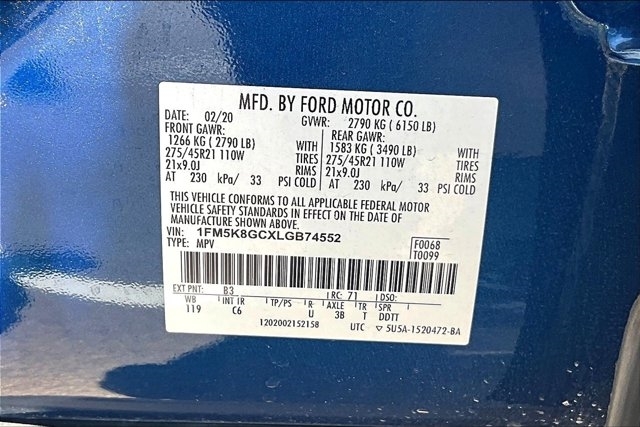 MFD. BY FORD MOTOR CO.
DATE: 02/20 GVWR: 2790 KG ( 6150 LB)
FRONT GAWR: REAR GAWR:
1266 KG ( 2790 LB) WITH 1583 KG ( 3490 LB) WITH
275/45R21 110W TIRES 275/45R21 110W TIRES
21x9.0J RIMS 21x9.0J RIMS
AT 230 kPa/ 33 PSI COLD AT 230 kPa/ 33 PSI COLD
THIS VEHICLE CONFORMS TO ALL APPLICABLE FEDERAL MOTOR
VEHICLE SAFETY STANDARDS IN EFFECT ON THE DATE OF
MANUFACTURE SHOWN ABOVE.
VIN: 1FM5K8GCXLGB74552 F0068
TYPE: MPV T0099
EXT PNT: B3 RC: 71 DSO:
WB INT IR TP/PS R AXLE TR SPR
119 C6 U 3B T DDTT
1202002152158 UTC ▽ 5U5A-1520472-BA